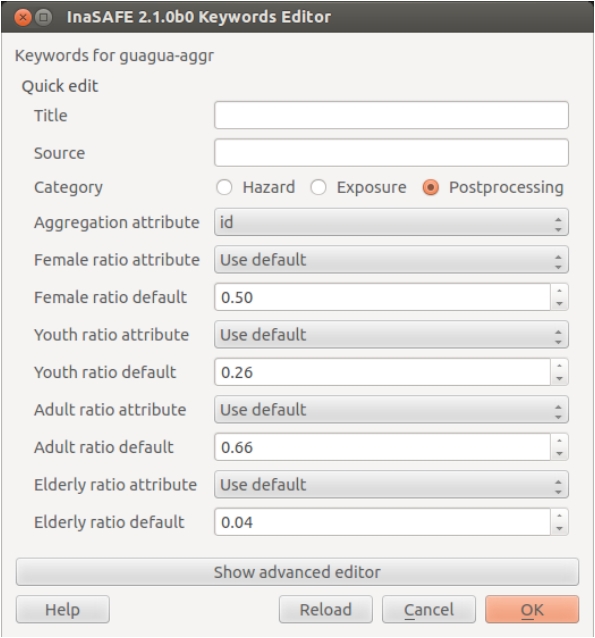 InaSAFE 2.1.0b0 Keywords Editor
Keywords for guagua-aggr
Quick edit
Title
Source
Category Hazard Exposure Postprocessing
Aggregation attribute id
Female ratio attribute Use default
Female ratio default 0.50
Youth ratio attribute Use default
Youth ratio default 0.26
Adult ratio attribute Use default
Adult ratio default 0.66
Elderly ratio attribute Use default
Elderly ratio default 0.04
Show advanced editor
Help Reload Cancel OK